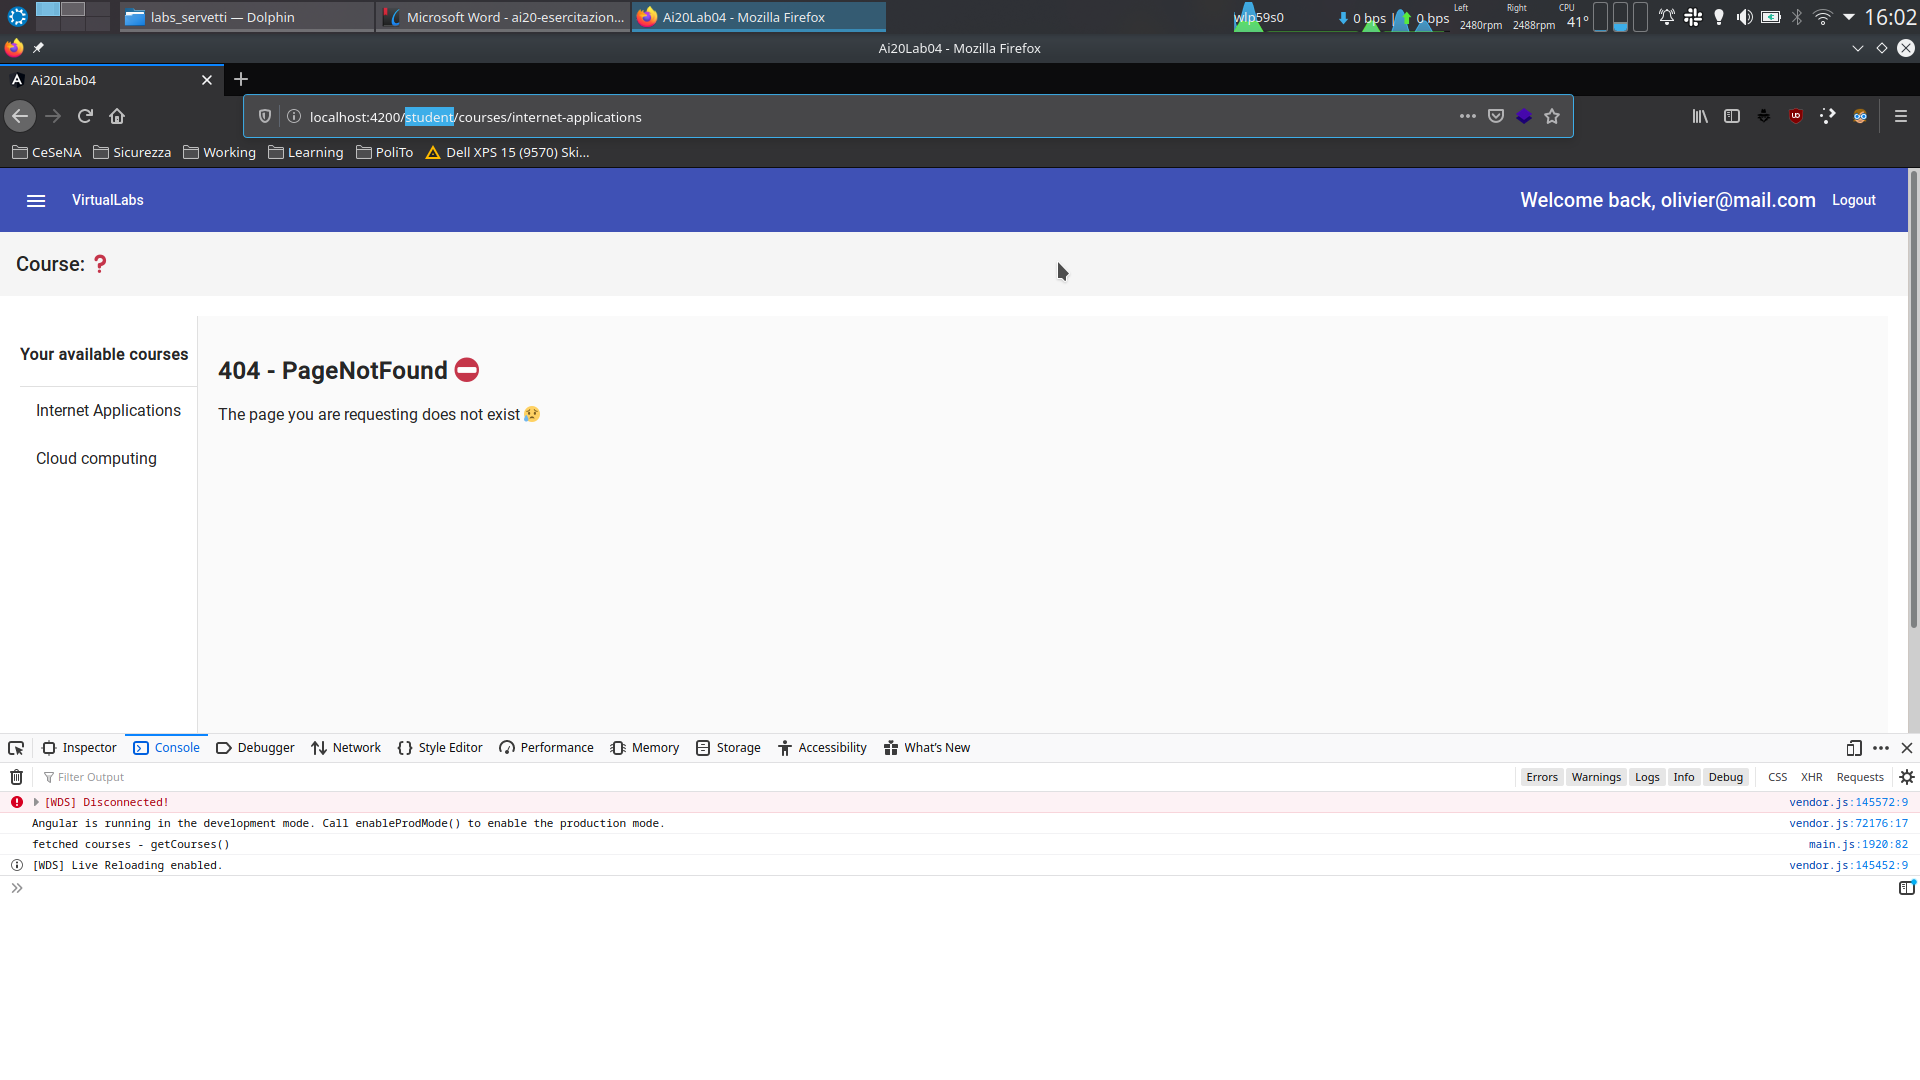 labs_servetti — Dolphin
Microsoft Word - ai20-esercitazion...
Ai20Lab04 - Mozilla Firefox
wlp59s0
0 bps
0 bps
Left
2480rpm
Right
2488rpm
CPU
41°
16:02
Ai20Lab04 - Mozilla Firefox
Ai20Lab04
localhost:4200/student/courses/internet-applications
CeSeNA
Sicurezza
Working
Learning
PoliTo
Dell XPS 15 (9570) Ski...
VirtualLabs
Welcome back, olivier@mail.com
Logout
Course: ❓
Your available courses
Internet Applications
Cloud computing
404 - PageNotFound ⛔
The page you are requesting does not exist 😥
Inspector
Console
Debugger
Network
Style Editor
Performance
Memory
Storage
Accessibility
What's New
Filter Output
Errors
Warnings
Logs
Info
Debug
CSS
XHR
Requests
[WDS] Disconnected!
vendor.js:145572:9
Angular is running in the development mode. Call enableProdMode() to enable the production mode.
vendor.js:72176:17
fetched courses - getCourses()
main.js:1920:82
[WDS] Live Reloading enabled.
vendor.js:145452:9